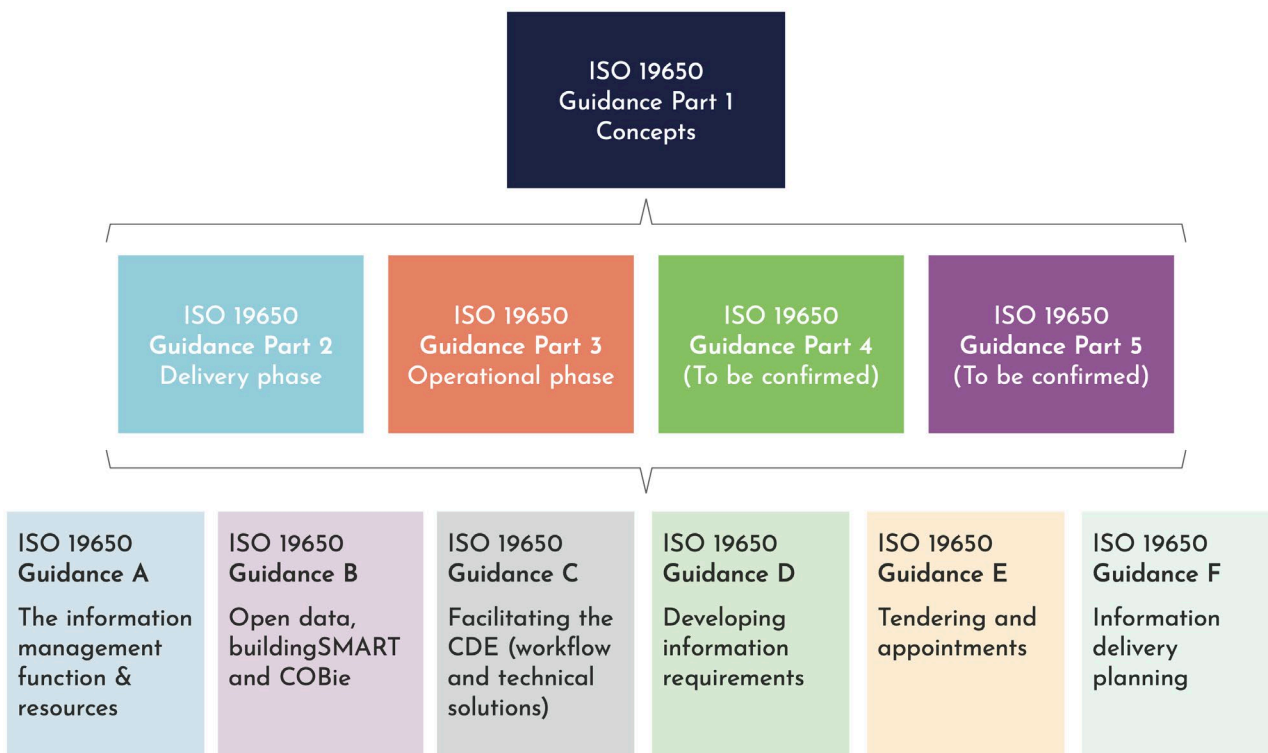 ISO 19650
Guidance Part 1
Concepts
ISO 19650
Guidance Part 2
Delivery phase
ISO 19650
Guidance Part 3
Operational phase
ISO 19650
Guidance Part 4
(To be confirmed)
ISO 19650
Guidance Part 5
(To be confirmed)
ISO 19650
Guidance A
The information
management
function &
resources
ISO 19650
Guidance B
Open data,
buildingSMART
and COBie
ISO 19650
Guidance C
Facilitating the
CDE (workflow
and technical
solutions)
ISO 19650
Guidance D
Developing
information
requirements
ISO 19650
Guidance E
Tendering and
appointments
ISO 19650
Guidance F
Information
delivery
planning